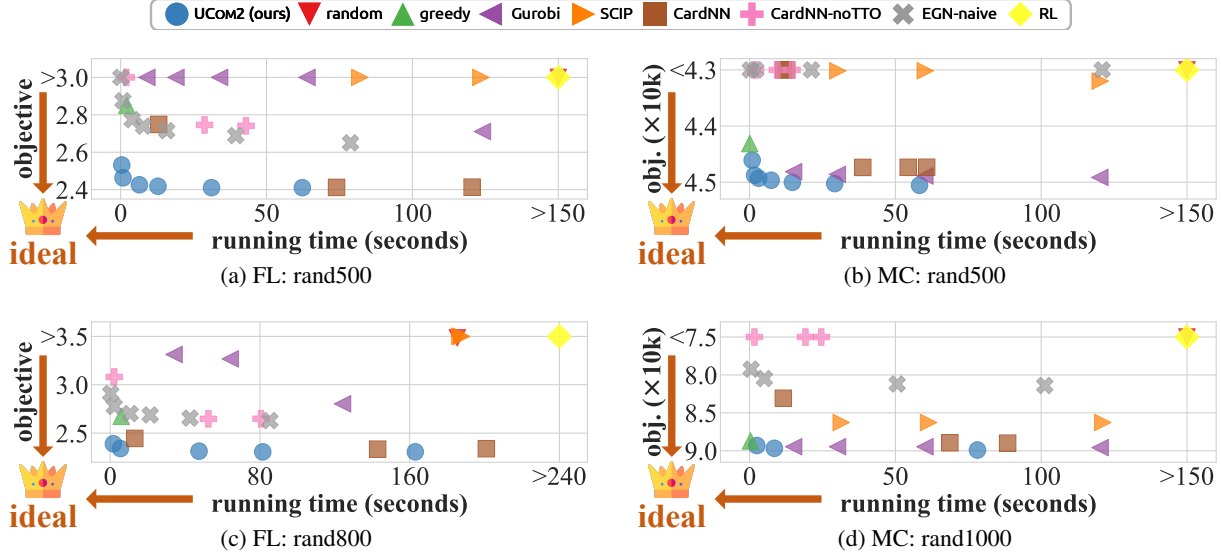 UCOM2 (ours) random greedy Gurobi SCIP CardNN CardNN-noTTO EGN-naive RL
objective
>3.0
2.8
2.6
2.4
0 50 100 >150
ideal
running time (seconds)
(a) FL: rand500
obj. (×10k)
<4.3
4.4
4.5
0 50 100 >150
ideal
running time (seconds)
(b) MC: rand500
objective
>3.5
3.0
2.5
0 80 160 >240
ideal
running time (seconds)
(c) FL: rand800
obj. (×10k)
<7.5
8.0
8.5
9.0
0 50 100 >150
ideal
running time (seconds)
(d) MC: rand1000